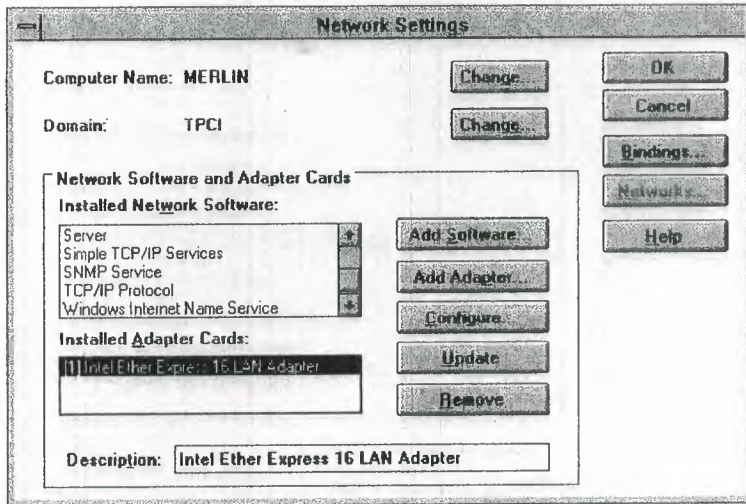 Network Settings
Computer Name: MERLIN
Change...
Domain: TPCI
Change...
OK
Cancel
Bindings...
Networks...
Help
Network Software and Adapter Cards
Installed Network Software:
Server
Simple TCP/IP Services
SNMP Service
TCP/IP Protocol
Windows Internet Name Service
Add Software...
Add Adapter...
Configure...
Update
Remove
Installed Adapter Cards:
[1] Intel Ether Express 16 LAN Adapter
Description: Intel Ether Express 16 LAN Adapter